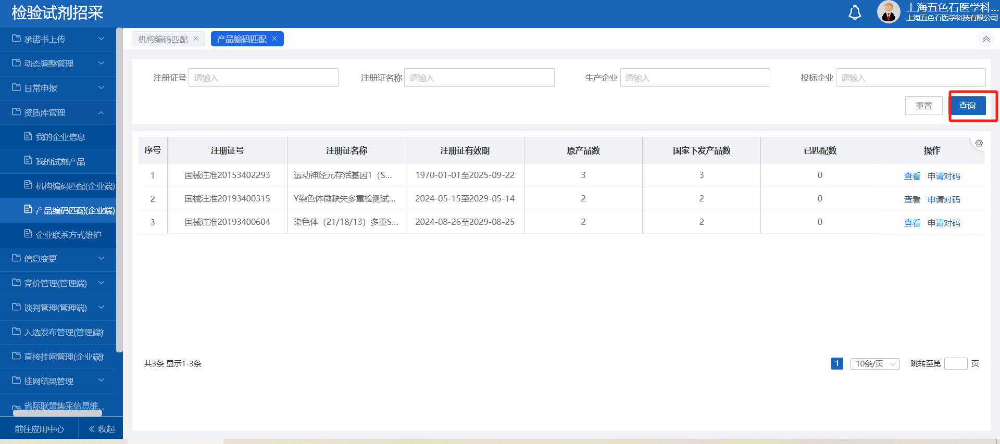 检验试剂招采
上海五色石医学科...
上海五色石医学科技有限公司
承诺书上传
动态调整管理
日常申报
资质库管理
我的企业信息
我的试剂产品
机构编码匹配(企业端)
产品编码匹配(企业端)
企业联系方式维护
信息变更
竞价管理(管理端)
谈判管理(管理端)
入选发布管理(管理端)
直接挂网管理(企业端)
挂网结果管理
省际联盟集采信息维
前往应用中心
收起
机构编码匹配
产品编码匹配
注册证号 请输入 注册证名称 请输入 生产企业 请输入 投标企业 请输入
重置 查询
序号 注册证号 注册证名称 注册证有效期 原产品数 国家下发产品数 已匹配数 操作
1 国械注准20153402293 运动神经元存活基因1（S... 1970-01-01至2025-09-22 3 3 0 查看 申请对码
2 国械注准20193400315 Y染色体微缺失多重检测试... 2024-05-15至2029-05-14 2 2 0 查看 申请对码
3 国械注准20193400604 染色体（21/18/13）多重S... 2024-08-26至2029-08-25 2 2 0 查看 申请对码
共3条 显示1-3条 1 10条/页 跳转至第 页